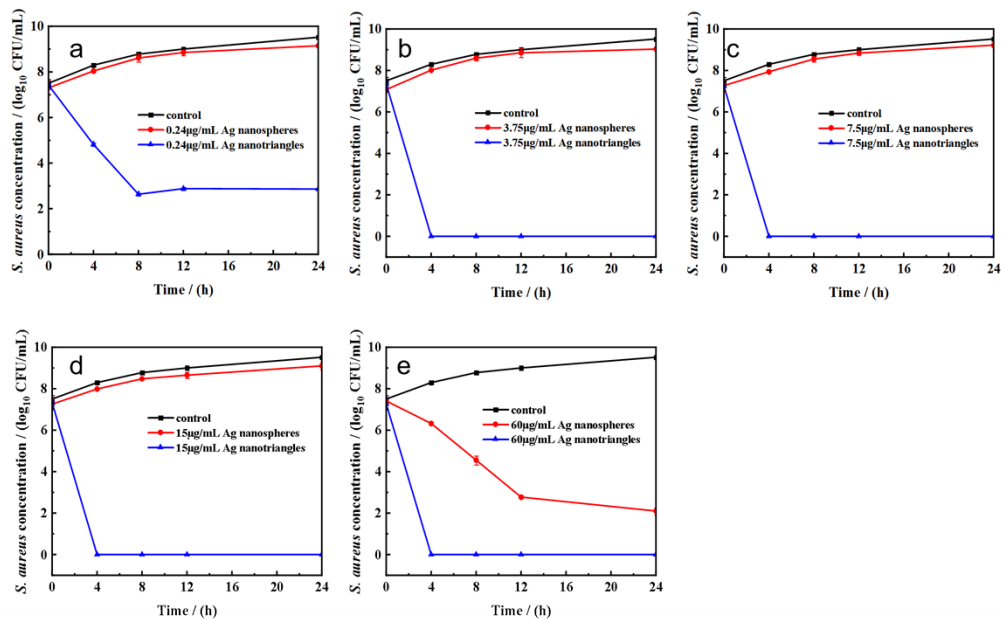 a
S. aureus concentration / (log₁₀ CFU/mL)
10
8
6
4
2
0
control
0.24μg/mL Ag nanospheres
0.24μg/mL Ag nanotriangles
0 4 8 12 16 20 24
Time / (h)
b
S. aureus concentration / (log₁₀ CFU/mL)
10
8
6
4
2
0
control
3.75μg/mL Ag nanospheres
3.75μg/mL Ag nanotriangles
0 4 8 12 16 20 24
Time / (h)
c
S. aureus concentration / (log₁₀ CFU/mL)
10
8
6
4
2
0
control
7.5μg/mL Ag nanospheres
7.5μg/mL Ag nanotriangles
0 4 8 12 16 20 24
Time / (h)
d
S. aureus concentration / (log₁₀ CFU/mL)
10
8
6
4
2
0
control
15μg/mL Ag nanospheres
15μg/mL Ag nanotriangles
0 4 8 12 16 20 24
Time / (h)
e
S. aureus concentration / (log₁₀ CFU/mL)
10
8
6
4
2
0
control
60μg/mL Ag nanospheres
60μg/mL Ag nanotriangles
0 4 8 12 16 20 24
Time / (h)